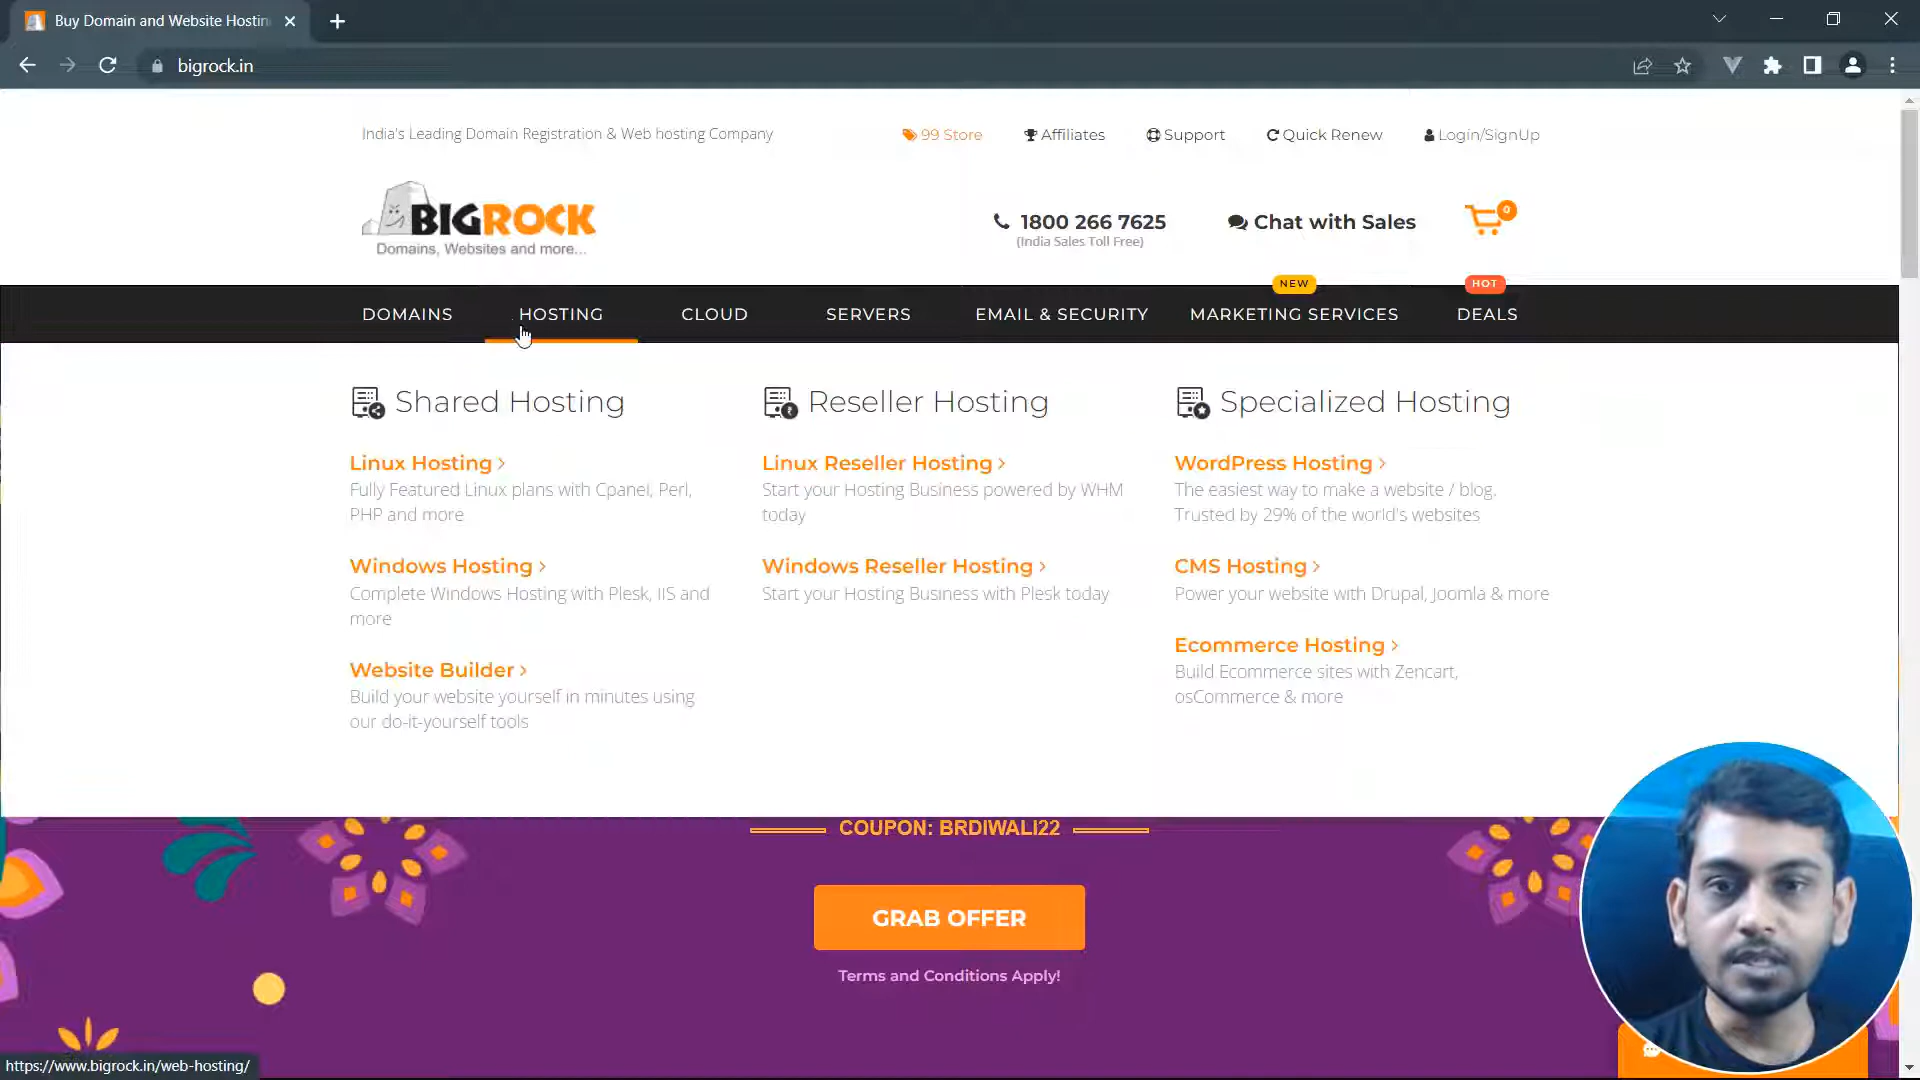 Buy Domain and Website Hostin
bigrock.in
India's Leading Domain Registration & Web hosting Company
99 Store
Affiliates
Support
Quick Renew
Login/SignUp
BIGROCK
Domains, Websites and more...
1800 266 7625
(India Sales Toll Free)
Chat with Sales
0
NEW
HOT
DOMAINS
HOSTING
CLOUD
SERVERS
EMAIL & SECURITY
MARKETING SERVICES
DEALS
Shared Hosting
Linux Hosting >
Fully Featured Linux plans with Cpanel, Perl,
PHP and more
Windows Hosting >
Complete Windows Hosting with Plesk, IIS and
more
Website Builder >
Build your website yourself in minutes using
our do-it-yourself tools
Reseller Hosting
Linux Reseller Hosting >
Start your Hosting Business powered by WHM
today
Windows Reseller Hosting >
Start your Hosting Business with Plesk today
Specialized Hosting
WordPress Hosting >
The easiest way to make a website / blog.
Trusted by 29% of the world's websites
CMS Hosting >
Power your website with Drupal, Joomla & more
Ecommerce Hosting >
Build Ecommerce sites with Zencart,
osCommerce & more
COUPON: BRDIWALI22
GRAB OFFER
Terms and Conditions Apply!
https://www.bigrock.in/web-hosting/